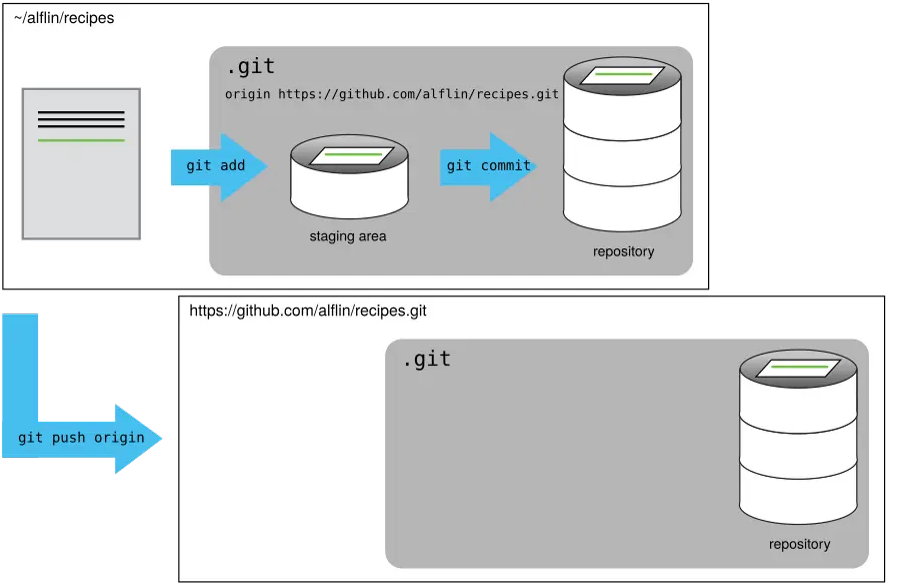 ~/alflin/recipes
.git
origin https://github.com/alflin/recipes.git
git add
git commit
staging area
repository
https://github.com/alflin/recipes.git
.git
git push origin
repository